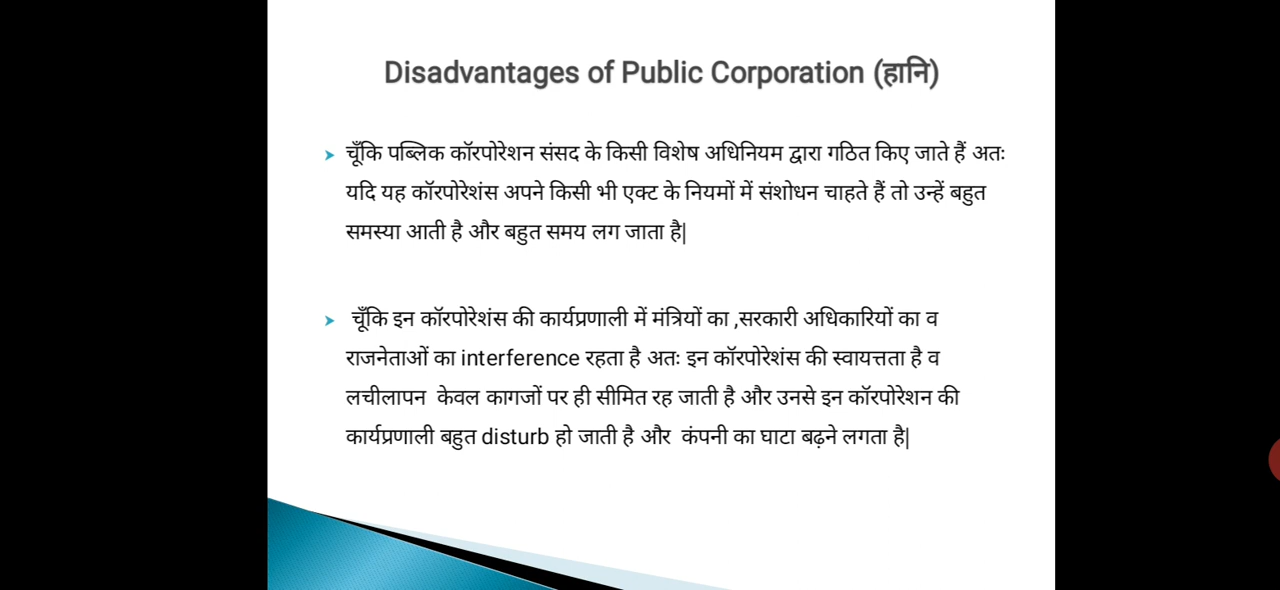 Disadvantages of Public Corporation (हानि)
चूँकि पब्लिक कॉरपोरेशन संसद के किसी विशेष अधिनियम द्वारा गठित किए जाते हैं अतः
यदि यह कॉरपोरेशंस अपने किसी भी एक्ट के नियमों में संशोधन चाहते हैं तो उन्हें बहुत
समस्या आती है और बहुत समय लग जाता है|
चूँकि इन कॉरपोरेशंस की कार्यप्रणाली में मंत्रियों का ,सरकारी अधिकारियों का व
राजनेताओं का interference रहता है अतः इन कॉरपोरेशंस की स्वायत्तता है व
लचीलापन केवल कागजों पर ही सीमित रह जाती है और उनसे इन कॉरपोरेशन की
कार्यप्रणाली बहुत disturb हो जाती है और कंपनी का घाटा बढ़ने लगता है|